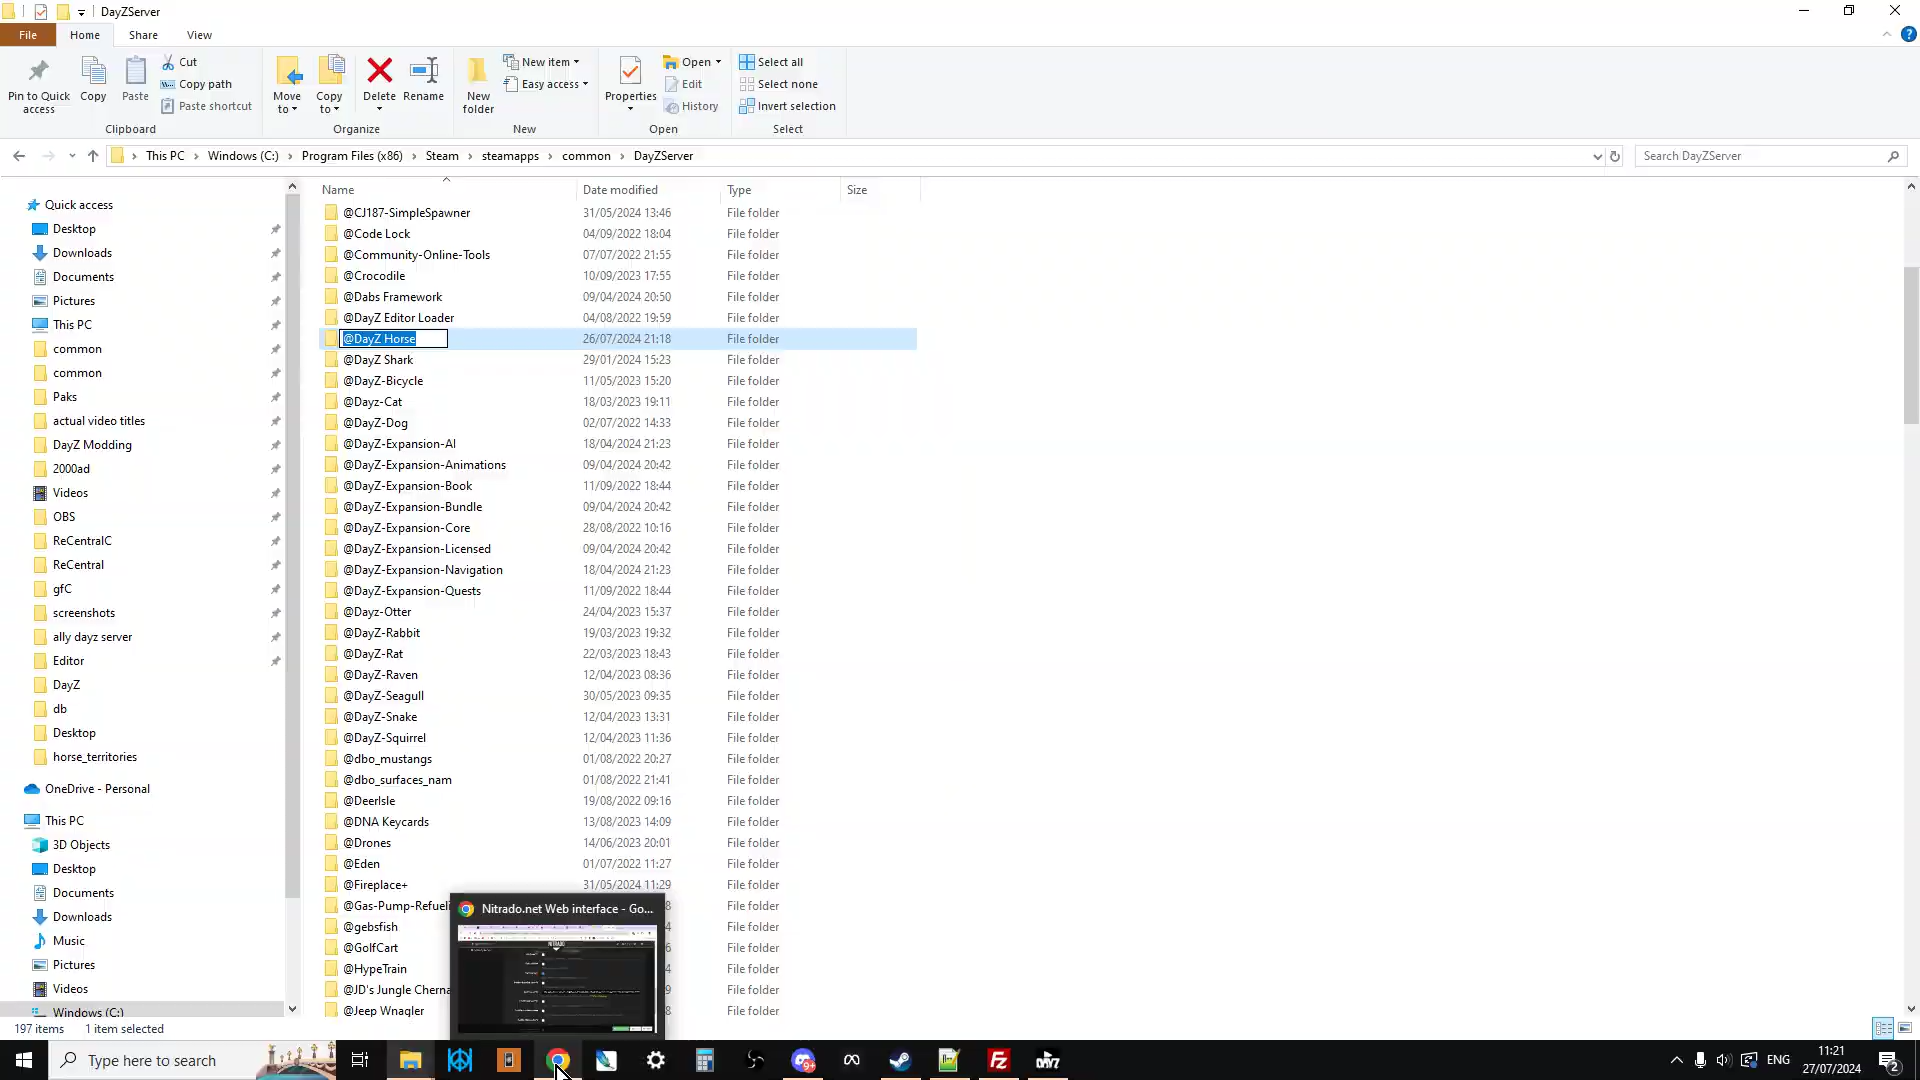 DayZServer
File Home Share View
Pin to Quick access
Copy
Paste
Cut
Copy path
Paste shortcut
Clipboard
Move to
Copy to
Delete
Rename
Organize
New folder
New item
Easy access
New
Properties
Open
Edit
History
Open
Select all
Select none
Invert selection
Select
This PC > Windows (C:) > Program Files (x86) > Steam > steamapps > common > DayZServer
Search DayZServer
Quick access
Desktop
Downloads
Documents
Pictures
This PC
common
common
Paks
actual video titles
DayZ Modding
2000ad
Videos
OBS
ReCentralC
ReCentral
gfC
screenshots
ally dayz server
Editor
DayZ
db
Desktop
horse_territories
OneDrive - Personal
This PC
3D Objects
Desktop
Documents
Downloads
Music
Pictures
Videos
Windows (C:)
Name Date modified Type Size
@CJ187-SimpleSpawner 31/05/2024 13:46 File folder
@Code Lock 04/09/2022 18:04 File folder
@Community-Online-Tools 07/07/2022 21:55 File folder
@Crocodile 10/09/2023 17:55 File folder
@Dabs Framework 09/04/2024 20:50 File folder
@DayZ Editor Loader 04/08/2022 19:59 File folder
@DayZ Horse 26/07/2024 21:18 File folder
@DayZ Shark 29/01/2024 15:23 File folder
@DayZ-Bicycle 11/05/2023 15:20 File folder
@Dayz-Cat 18/03/2023 19:11 File folder
@DayZ-Dog 02/07/2022 14:33 File folder
@DayZ-Expansion-AI 18/04/2024 21:23 File folder
@DayZ-Expansion-Animations 09/04/2024 20:42 File folder
@DayZ-Expansion-Book 11/09/2022 18:44 File folder
@DayZ-Expansion-Bundle 09/04/2024 20:42 File folder
@DayZ-Expansion-Core 28/08/2022 10:16 File folder
@DayZ-Expansion-Licensed 09/04/2024 20:42 File folder
@DayZ-Expansion-Navigation 18/04/2024 21:23 File folder
@DayZ-Expansion-Quests 11/09/2022 18:44 File folder
@Dayz-Otter 24/04/2023 15:37 File folder
@DayZ-Rabbit 19/03/2023 19:32 File folder
@DayZ-Rat 22/03/2023 18:43 File folder
@DayZ-Raven 12/04/2023 08:36 File folder
@DayZ-Seagull 30/05/2023 09:35 File folder
@DayZ-Snake 12/04/2023 13:31 File folder
@DayZ-Squirrel 12/04/2023 11:36 File folder
@dbo_mustangs 01/08/2022 20:27 File folder
@dbo_surfaces_nam 01/08/2022 21:41 File folder
@DeerIsle 19/08/2022 09:16 File folder
@DNA Keycards 13/08/2023 14:09 File folder
@Drones 14/06/2023 20:01 File folder
@Eden 01/07/2022 11:27 File folder
@Fireplace+ 31/05/2024 11:29 File folder
@Gas-Pump-Refueli 8 File folder
@gebsfish 4 File folder
@GolfCart 6 File folder
@HypeTrain 4 File folder
@JD's Jungle Cherna 9 File folder
@Jeep Wnagler 8 File folder
Nitrado.net Web interface - Go...
NITRADO
197 items 1 item selected
Type here to search
9+
ENG
11:21
27/07/2024
2